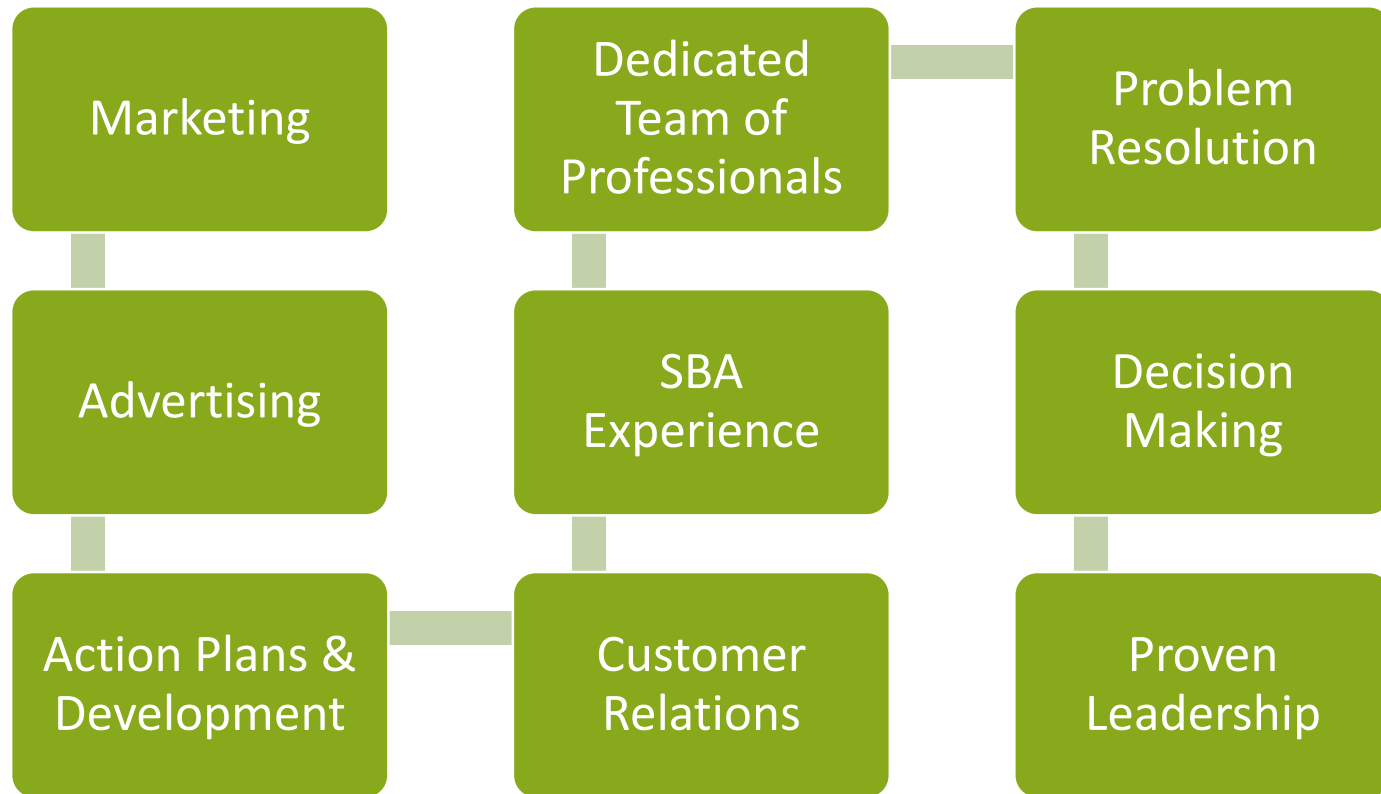 Marketing
Advertising
Action Plans &
Development
Customer
Relations
SBA
Experience
Dedicated
Team of
Professionals
Problem
Resolution
Decision
Making
Proven
Leadership